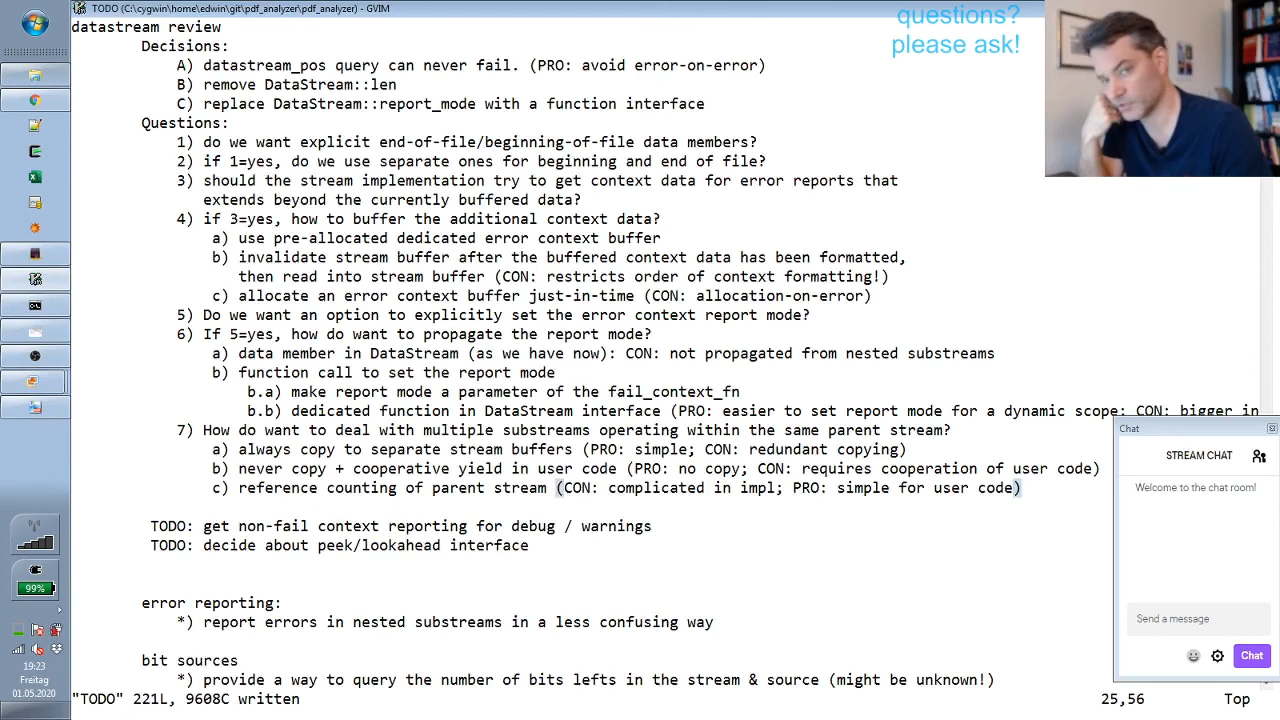 TODO (C:\cygwin\home\edwin\git\pdf_analyzer\pdf_analyzer) - GVIM
datastream review
questions?
please ask!
Decisions:
A) datastream_pos query can never fail. (PRO: avoid error-on-error)
B) remove DataStream::len
C) replace DataStream::report_mode with a function interface
Questions:
1) do we want explicit end-of-file/beginning-of-file data members?
2) if 1=yes, do we use separate ones for beginning and end of file?
3) should the stream implementation try to get context data for error reports that
extends beyond the currently buffered data?
4) if 3=yes, how to buffer the additional context data?
a) use pre-allocated dedicated error context buffer
b) invalidate stream buffer after the buffered context data has been formatted,
then read into stream buffer (CON: restricts order of context formatting!)
c) allocate an error context buffer just-in-time (CON: allocation-on-error)
5) Do we want an option to explicitly set the error context report mode?
6) If 5=yes, how do want to propagate the report mode?
a) data member in DataStream (as we have now): CON: not propagated from nested substreams
b) function call to set the report mode
b.a) make report mode a parameter of the fail_context_fn
b.b) dedicated function in DataStream interface (PRO: easier to set report mode for a dynamic scope; CON: bigger in
7) How do want to deal with multiple substreams operating within the same parent stream?
a) always copy to separate stream buffers (PRO: simple; CON: redundant copying)
b) never copy + cooperative yield in user code (PRO: no copy; CON: requires cooperation of user code)
c) reference counting of parent stream (CON: complicated in impl; PRO: simple for user code)
TODO: get non-fail context reporting for debug / warnings
TODO: decide about peek/lookahead interface
error reporting:
*) report errors in nested substreams in a less confusing way
bit sources
*) provide a way to query the number of bits lefts in the stream & source (might be unknown!)
"TODO" 221L, 9608C written
25,56
Top
Chat
STREAM CHAT
Welcome to the chat room!
Send a message
Chat
99%
19:23
Freitag
01.05.2020